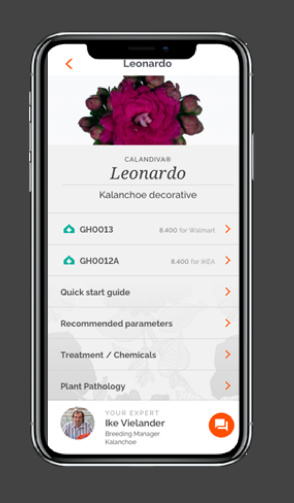 Leonardo
CALANDIVA®
Leonardo
Kalanchoe decorative
GH0013 8.400 for Walmart
GH0012A 8.400 for IKEA
Quick start guide
Recommended parameters
Treatment / Chemicals
Plant Pathology
YOUR EXPERT
Ike Vielander
Breeding Manager
Kalanchoe